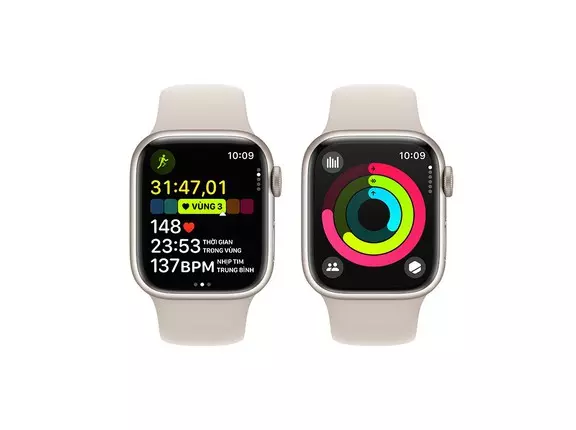 10:09
31:47,01
VÙNG 3
148
23:53 THỜI GIAN
TRONG VÙNG
137BPM NHỊP TIM
TRUNG BÌNH
10:09